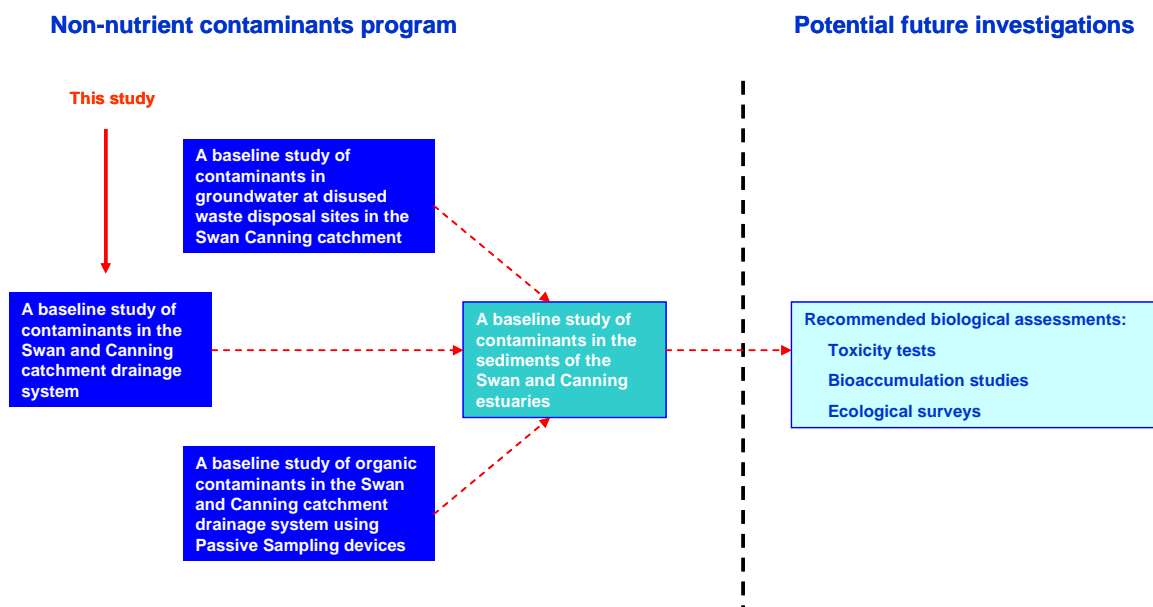 Non-nutrient contaminants program
Potential future investigations
This study
A baseline study of
contaminants in
groundwater at disused
waste disposal sites in the
Swan Canning catchment
A baseline study of
contaminants in the
Swan and Canning
catchment drainage
system
A baseline study of
contaminants in the
sediments of the
Swan and Canning
estuaries
Recommended biological assessments:
Toxicity tests
Bioaccumulation studies
Ecological surveys
A baseline study of organic
contaminants in the Swan
and Canning catchment
drainage system using
Passive Sampling devices